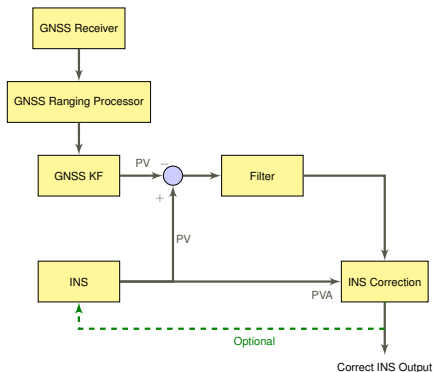 GNSS Receiver
GNSS Ranging Processor
GNSS KF
PV
−
Filter
+
PV
INS
PVA
INS Correction
Optional
Correct INS Output